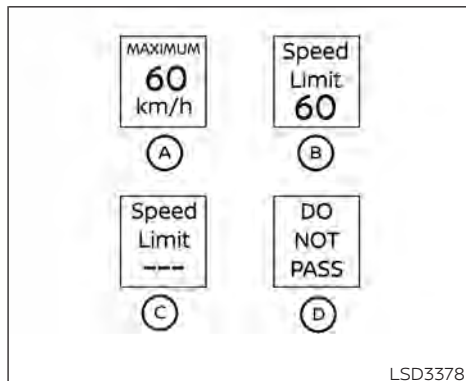 MAXIMUM
60
km/h
A
Speed
Limit
60
B
Speed
Limit
---
C
DO
NOT
PASS
D
LSD3378